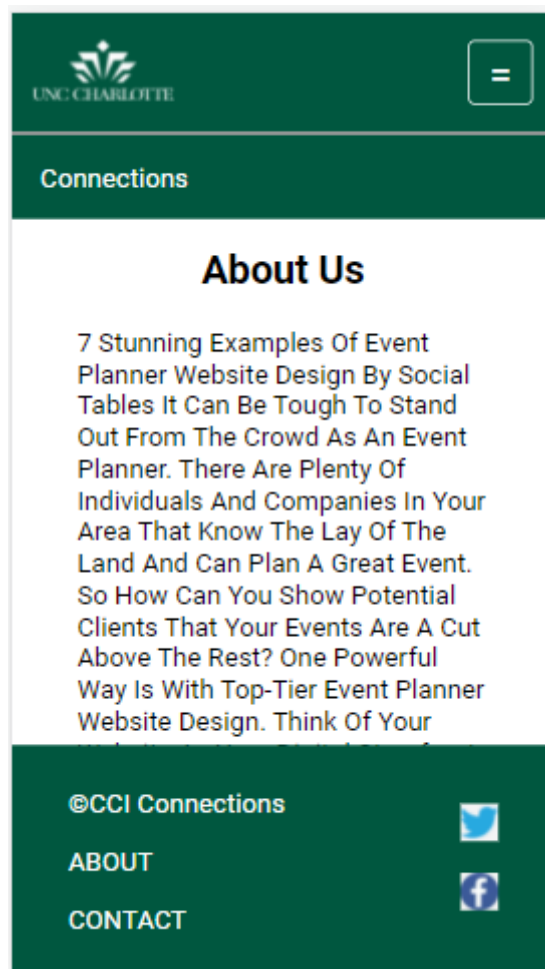 UNC CHARLOTTE
=
Connections
About Us
7 Stunning Examples Of Event
Planner Website Design By Social
Tables It Can Be Tough To Stand
Out From The Crowd As An Event
Planner. There Are Plenty Of
Individuals And Companies In Your
Area That Know The Lay Of The
Land And Can Plan A Great Event.
So How Can You Show Potential
Clients That Your Events Are A Cut
Above The Rest? One Powerful
Way Is With Top-Tier Event Planner
Website Design. Think Of Your
©CCI Connections
ABOUT
CONTACT